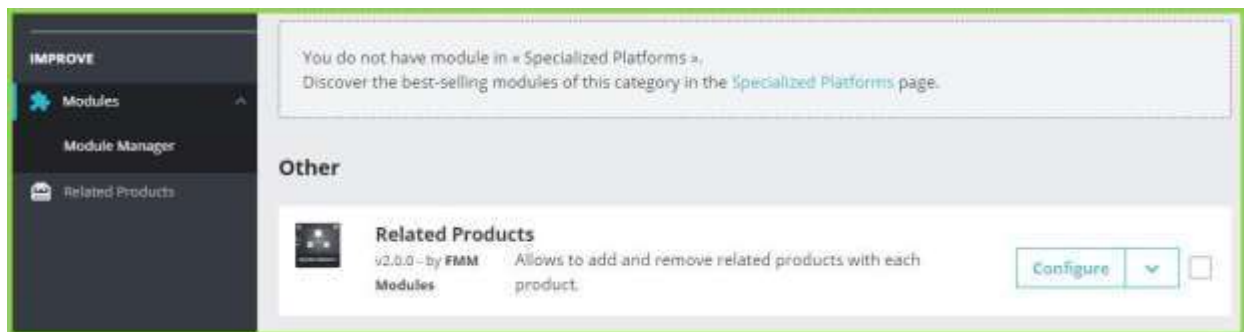 IMPROVE
Modules
Module Manager
Related Products
You do not have module in « Specialized Platforms ».
Discover the best-selling modules of this category in the Specialized Platforms page.
Other
Related Products
v2.0.0 - by FMM Modules
Allows to add and remove related products with each
product.
Configure